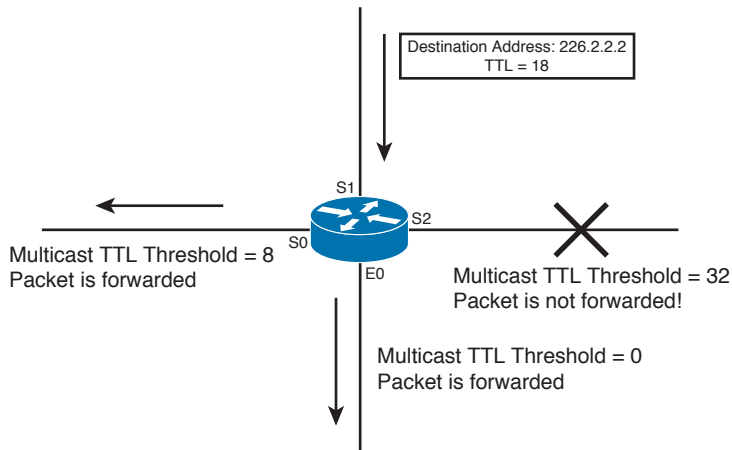 Destination Address: 226.2.2.2
TTL = 18
S1
S2
S0
E0
Multicast TTL Threshold = 8
Packet is forwarded
Multicast TTL Threshold = 32
Packet is not forwarded!
Multicast TTL Threshold = 0
Packet is forwarded